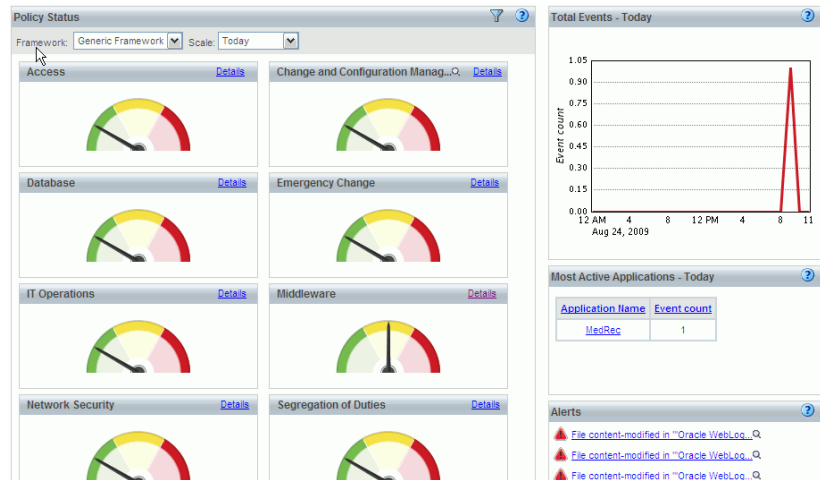 Policy Status
Framework: Generic Framework Scale: Today
Access Details
Change and Configuration Manag... Details
Database Details
Emergency Change Details
IT Operations Details
Middleware Details
Network Security Details
Segregation of Duties Details
Total Events - Today
Event count
1.05
0.90
0.75
0.60
0.45
0.30
0.15
0.00
12 AM 4 8 12 PM 4 8 11
Aug 24, 2009
Most Active Applications - Today
Application Name Event count
MedRec 1
Alerts
File content-modified in '"Oracle WebLog...
File content-modified in '"Oracle WebLog...
File content-modified in '"Oracle WebLog...